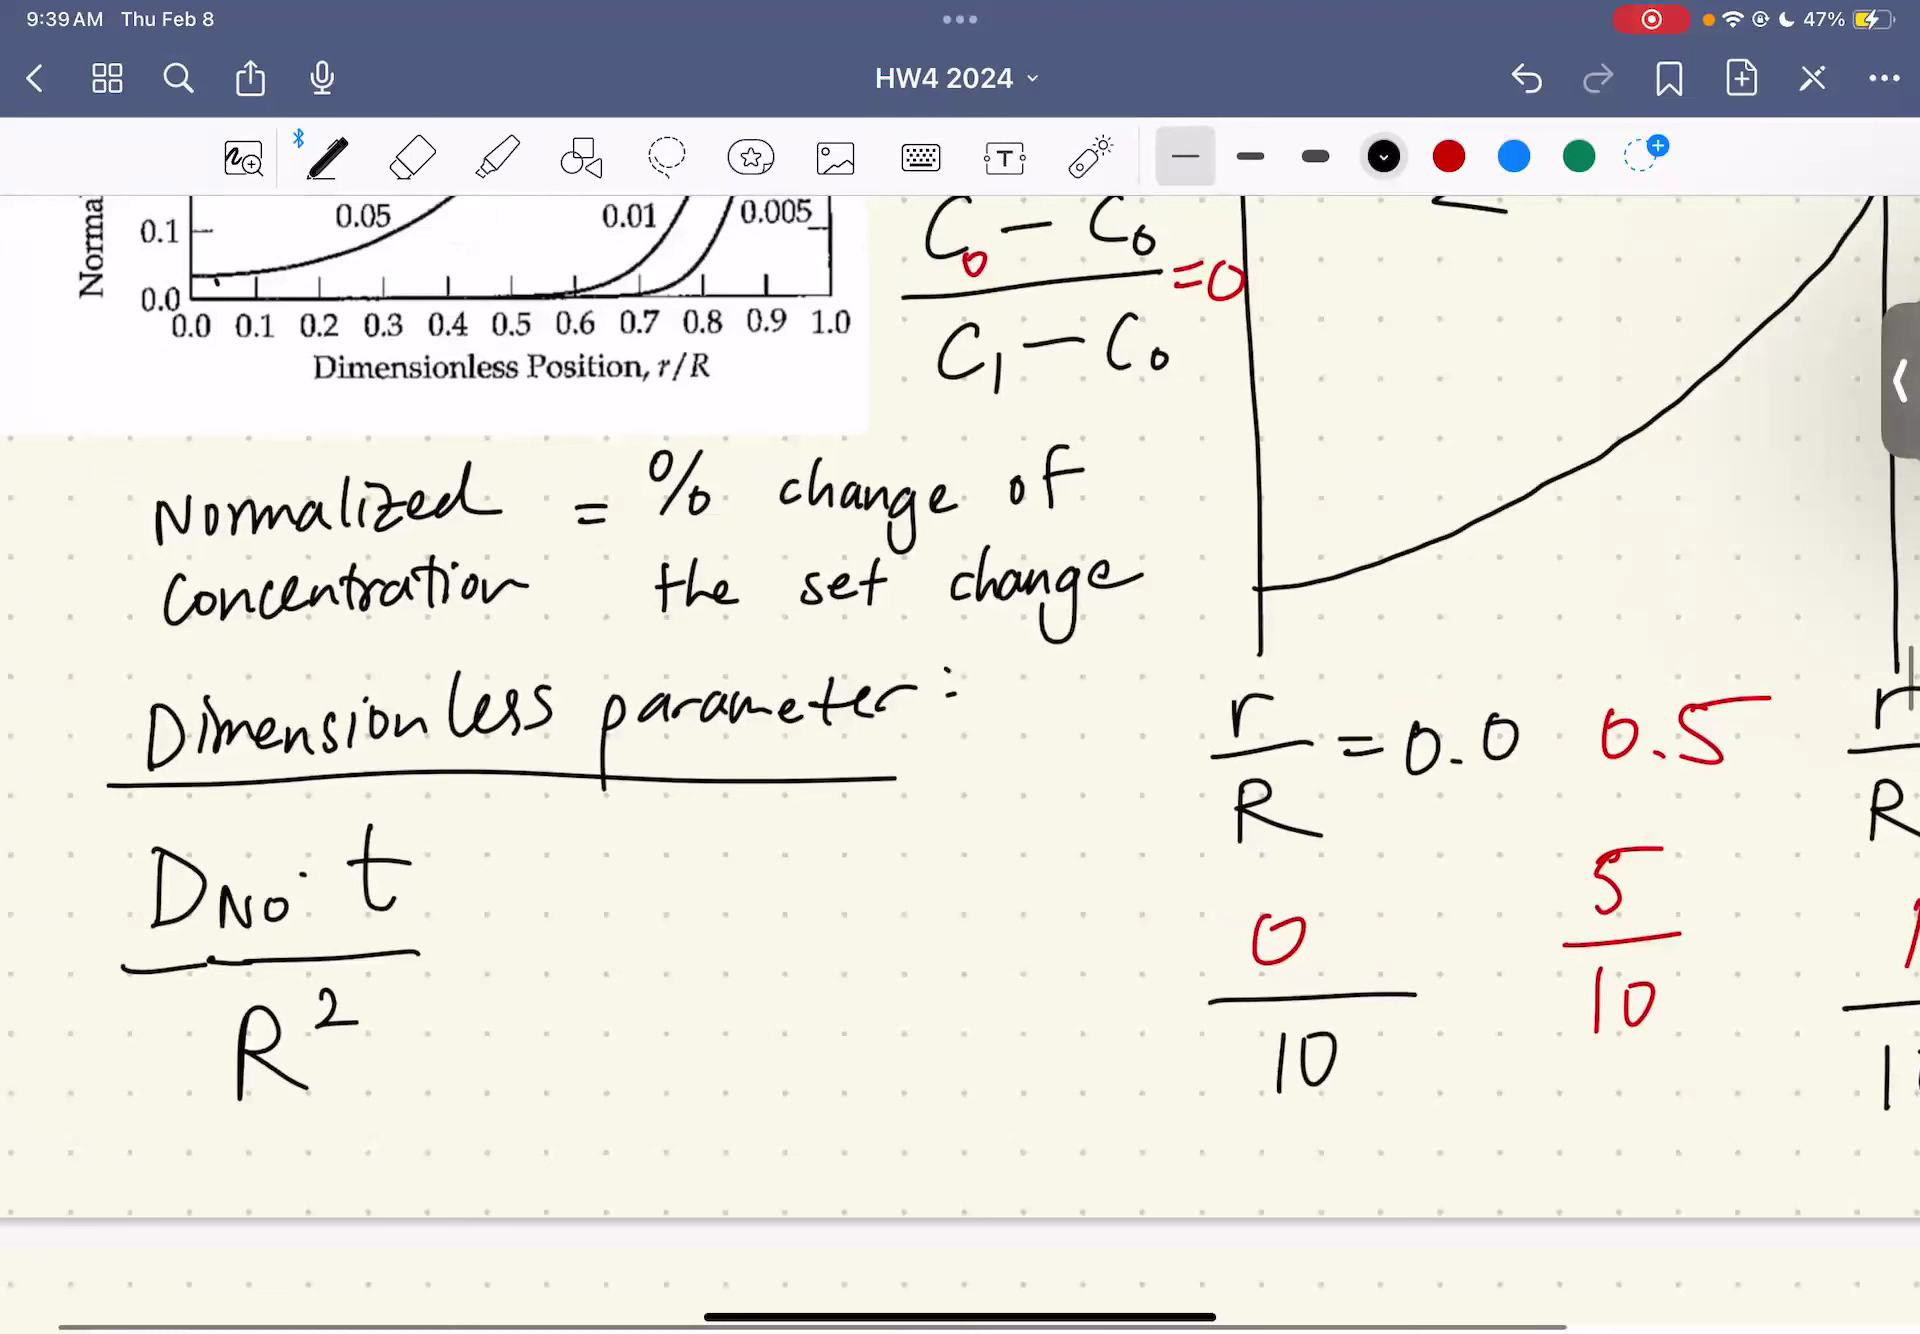 9:39 AM Thu Feb 8
47%
HW4 2024
T
Norma
0.1
0.05
0.01
0.005
0.0
0.0 0.1 0.2 0.3 0.4 0.5 0.6 0.7 0.8 0.9 1.0
Dimensionless Position, r/R
C₀ − C₀
=0
C₁ − C₀
Normalized = % change of
Concentration the set change
Dimensionless parameter:
D_NO · t
R²
r
R
= 0.0
0.5
r
R
0
10
5
10